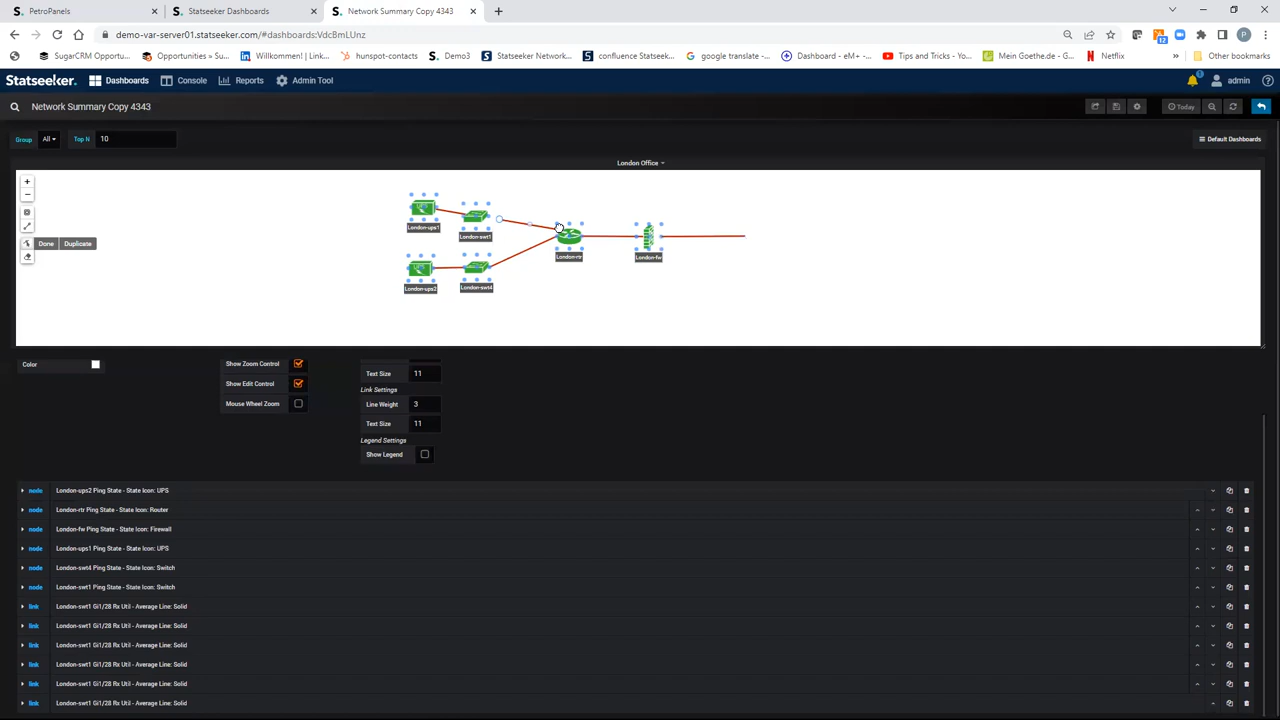 PetroPanels
Statseeker Dashboards
Network Summary Copy 4343
demo-var-server01.statseeker.com/#dashboards:VdcBmLUnz
SugarCRM Opportu...
Opportunities » Su...
Willkommen! | Link...
hunspot-contacts
Demo3
Statseeker Network...
confluence Statseek...
google translate -...
Dashboard - eM+ -...
Tips and Tricks - Yo...
Mein Goethe.de - G...
Netflix
Other bookmarks
Statseeker
Dashboards
Console
Reports
Admin Tool
admin
Network Summary Copy 4343
Today
Group
All
Top N
10
Default Dashboards
London Office
Done
Duplicate
UPS
London-ups1
London-swt1
London-rtr
London-fw
London-ups2
London-swt4
Color
Show Zoom Control
Show Edit Control
Mouse Wheel Zoom
Text Size
11
Link Settings
Line Weight
3
Text Size
11
Legend Settings
Show Legend
node London-ups2 Ping State - State Icon: UPS
node London-rtr Ping State - State Icon: Router
node London-fw Ping State - State Icon: Firewall
node London-ups1 Ping State - State Icon: UPS
node London-swt4 Ping State - State Icon: Switch
node London-swt1 Ping State - State Icon: Switch
link London-swt1 Gi1/28 Rx Util - Average Line: Solid
link London-swt1 Gi1/28 Rx Util - Average Line: Solid
link London-swt1 Gi1/28 Rx Util - Average Line: Solid
link London-swt1 Gi1/28 Rx Util - Average Line: Solid
link London-swt1 Gi1/28 Rx Util - Average Line: Solid
link London-swt1 Gi1/28 Rx Util - Average Line: Solid